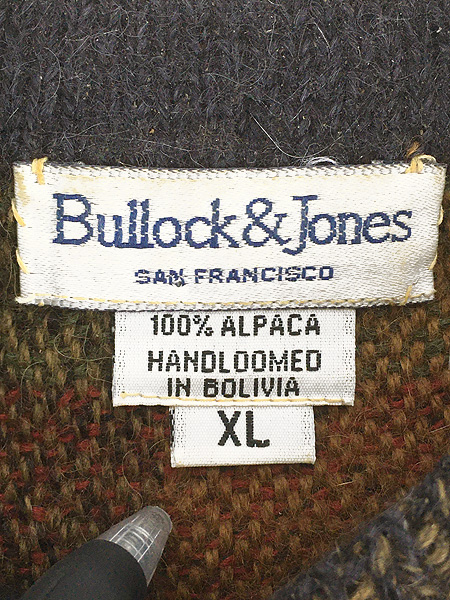 Bullock & Jones
SAN FRANCISCO
100% ALPACA
HANDLOOMED
IN BOLIVIA
XL